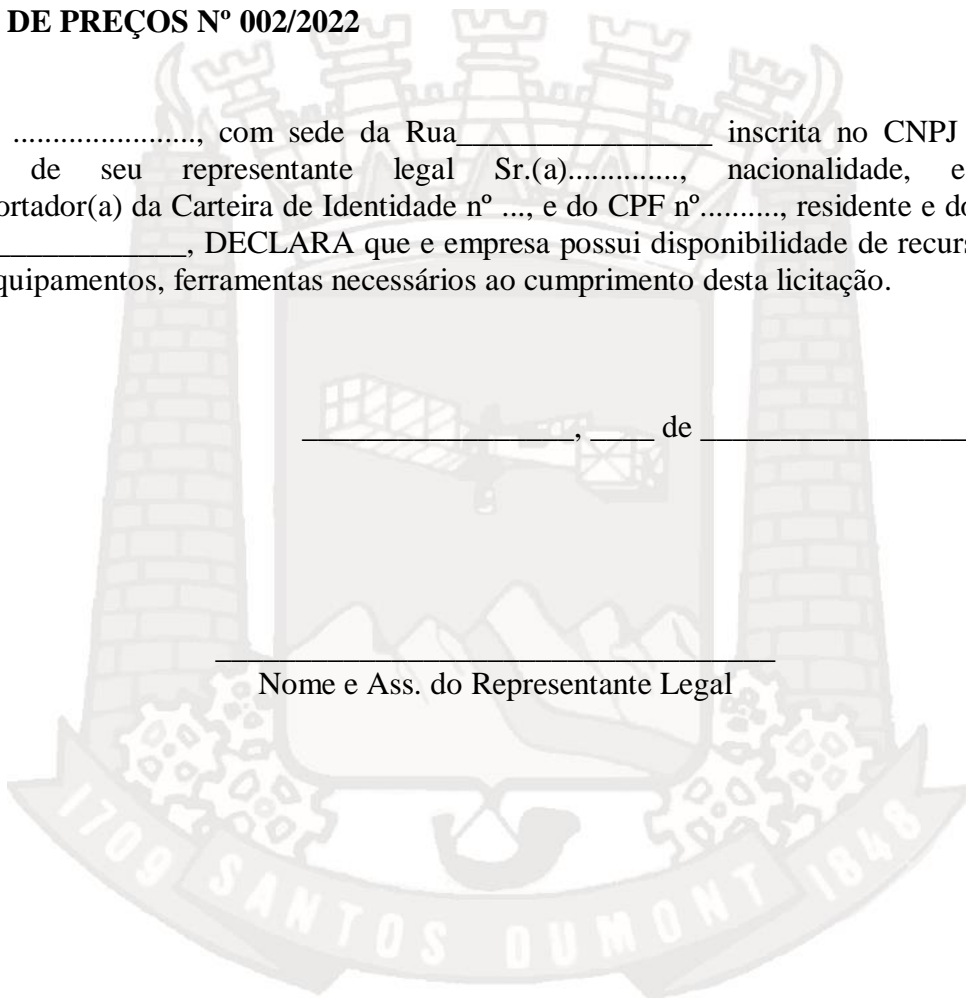 DE PREÇOS Nº 002/2022
......................, com sede da Rua________________ inscrita no CNPJ
de seu representante legal Sr.(a).............., nacionalidade, e
ortador(a) da Carteira de Identidade nº ..., e do CPF nº.........., residente e do
____________, DECLARA que e empresa possui disponibilidade de recurs
quipamentos, ferramentas necessários ao cumprimento desta licitação.
_________________, ____ de _________________
___________________________________
Nome e Ass. do Representante Legal
1709 SANTOS DUMONT 1848